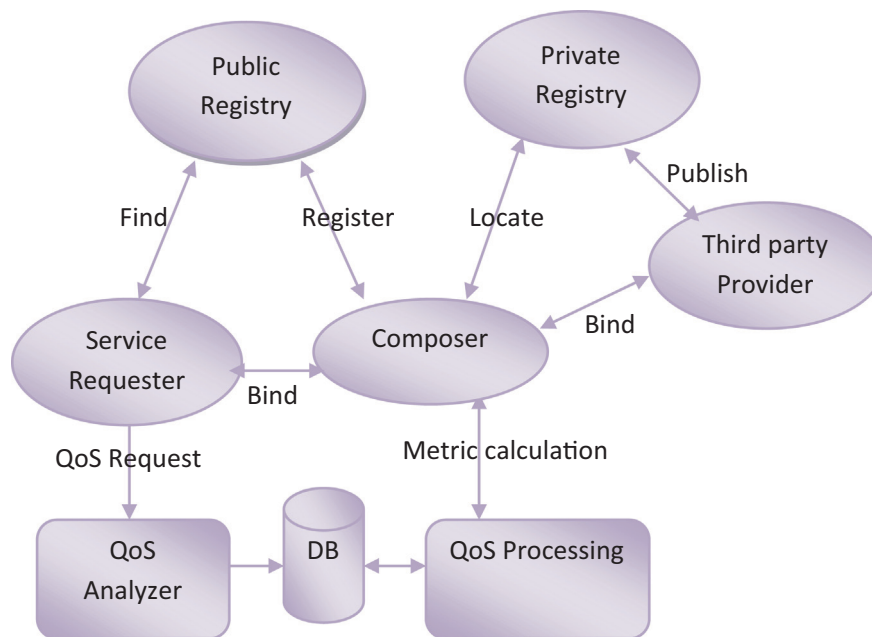 Public
Registry
Private
Registry
Publish
Find
Register
Locate
Third party
Provider
Service
Requester
Composer
Bind
Bind
QoS Request
Metric calculation
QoS
Analyzer
DB
QoS Processing